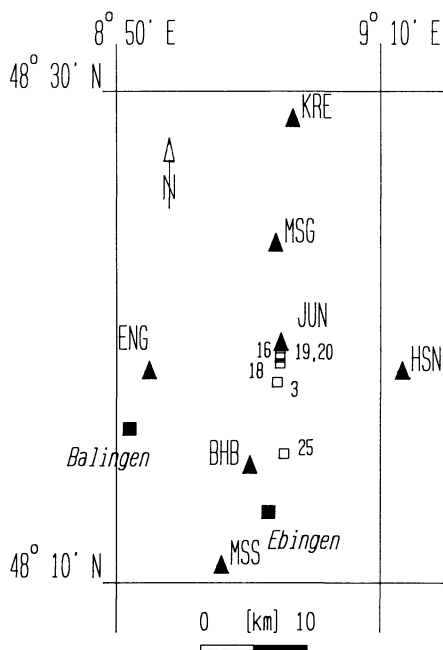 8° 50' E 9° 10' E
48° 30' N
KRE
N
MSG
JUN
ENG
16 19,20
18
HSN
3
Balingen
BHB
25
Ebingen
MSS
48° 10' N
0 [km] 10